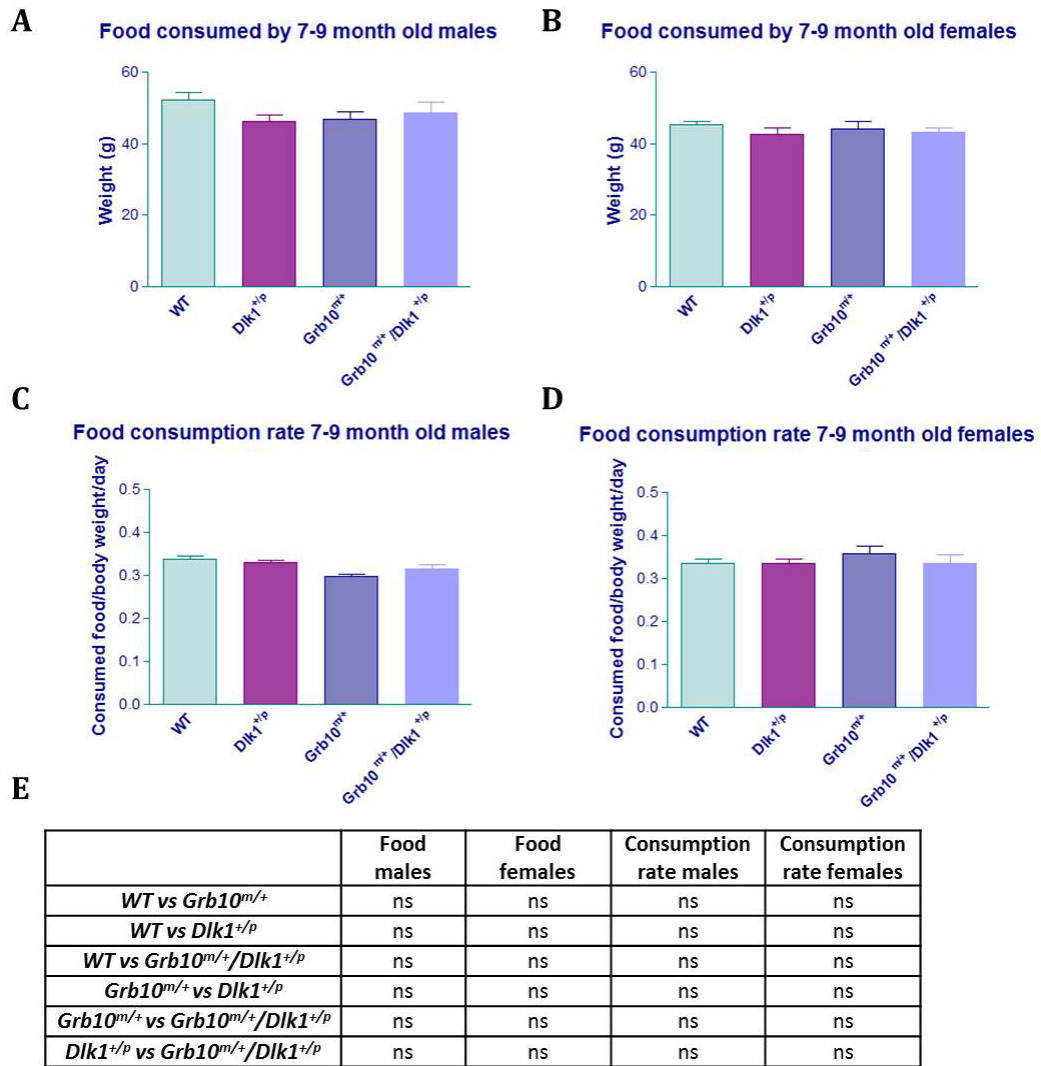 A
Food consumed by 7-9 month old males
Weight (g)
60
40
20
0
WT
Dlk1+/p
Grb10m/+
Grb10 m/+ /Dlk1 +/p
B
Food consumed by 7-9 month old females
Weight (g)
60
40
20
0
WT
Dlk1+/p
Grb10m/+
Grb10 m/+ /Dlk1 +/p
C
Food consumption rate 7-9 month old males
Consumed food/body weight/day
0.5
0.4
0.3
0.2
0.1
0.0
WT
Dlk1+/p
Grb10m/+
Grb10 m/+ /Dlk1 +/p
D
Food consumption rate 7-9 month old females
Consumed food/body weight/day
0.5
0.4
0.3
0.2
0.1
0.0
WT
Dlk1+/p
Grb10m/+
Grb10 m/+ /Dlk1 +/p
E
Food males Food females Consumption rate males Consumption rate females
WT vs Grb10m/+ ns ns ns ns
WT vs Dlk1+/p ns ns ns ns
WT vs Grb10m/+/Dlk1+/p ns ns ns ns
Grb10m/+ vs Dlk1+/p ns ns ns ns
Grb10m/+ vs Grb10m/+/Dlk1+/p ns ns ns ns
Dlk1+/p vs Grb10m/+/Dlk1+/p ns ns ns ns